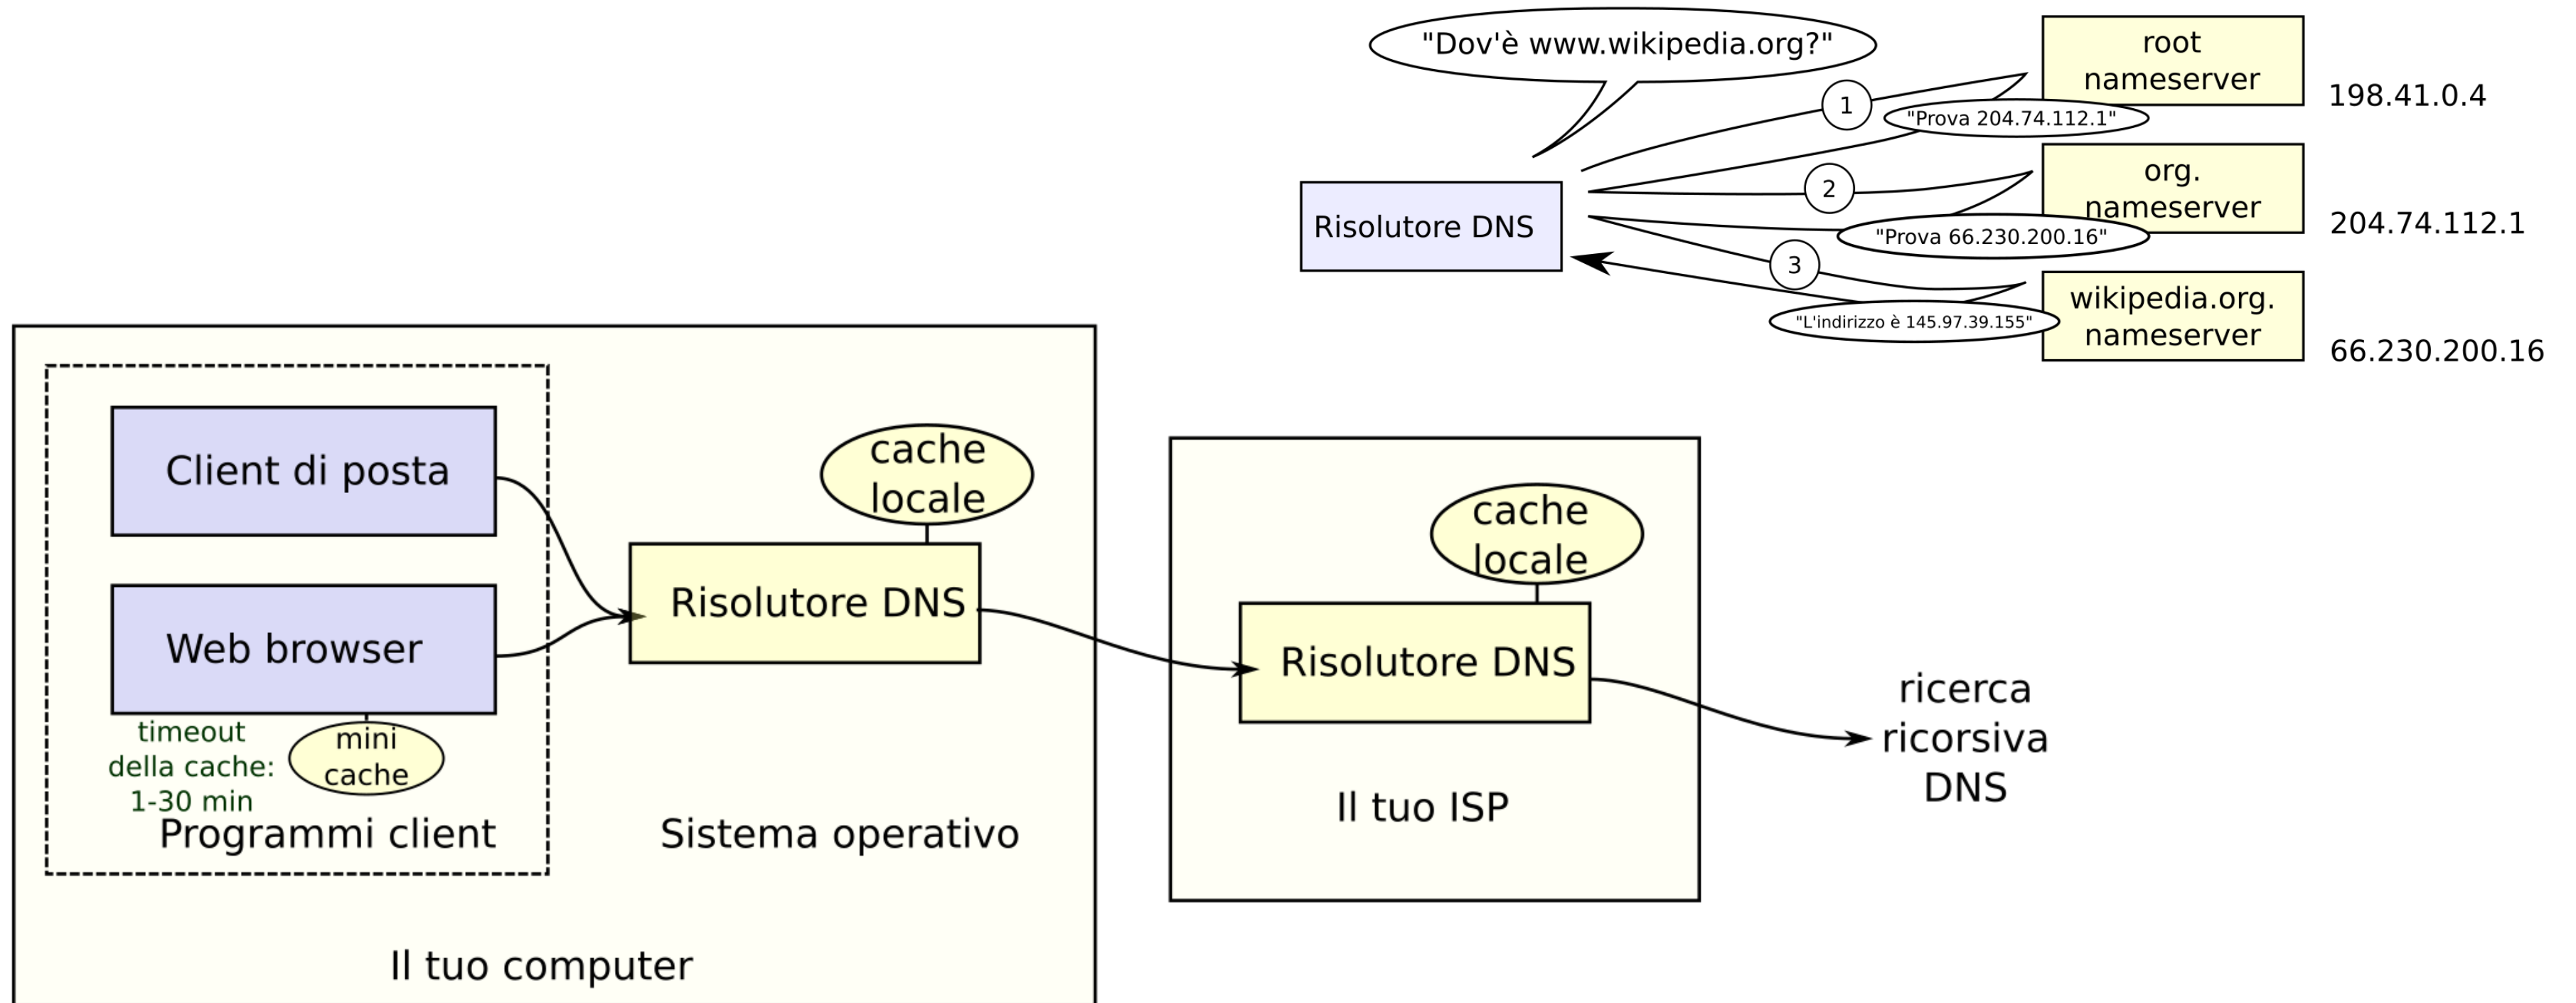 "Dov'è www.wikipedia.org?"
root
nameserver
198.41.0.4
1
"Prova 204.74.112.1"
org.
nameserver
204.74.112.1
2
"Prova 66.230.200.16"
Risolutore DNS
3
wikipedia.org.
nameserver
66.230.200.16
"L'indirizzo è 145.97.39.155"
Client di posta
Web browser
timeout
della cache:
1-30 min
mini
cache
Programmi client
cache
locale
Risolutore DNS
Sistema operativo
Il tuo computer
cache
locale
Risolutore DNS
Il tuo ISP
ricerca
ricorsiva
DNS